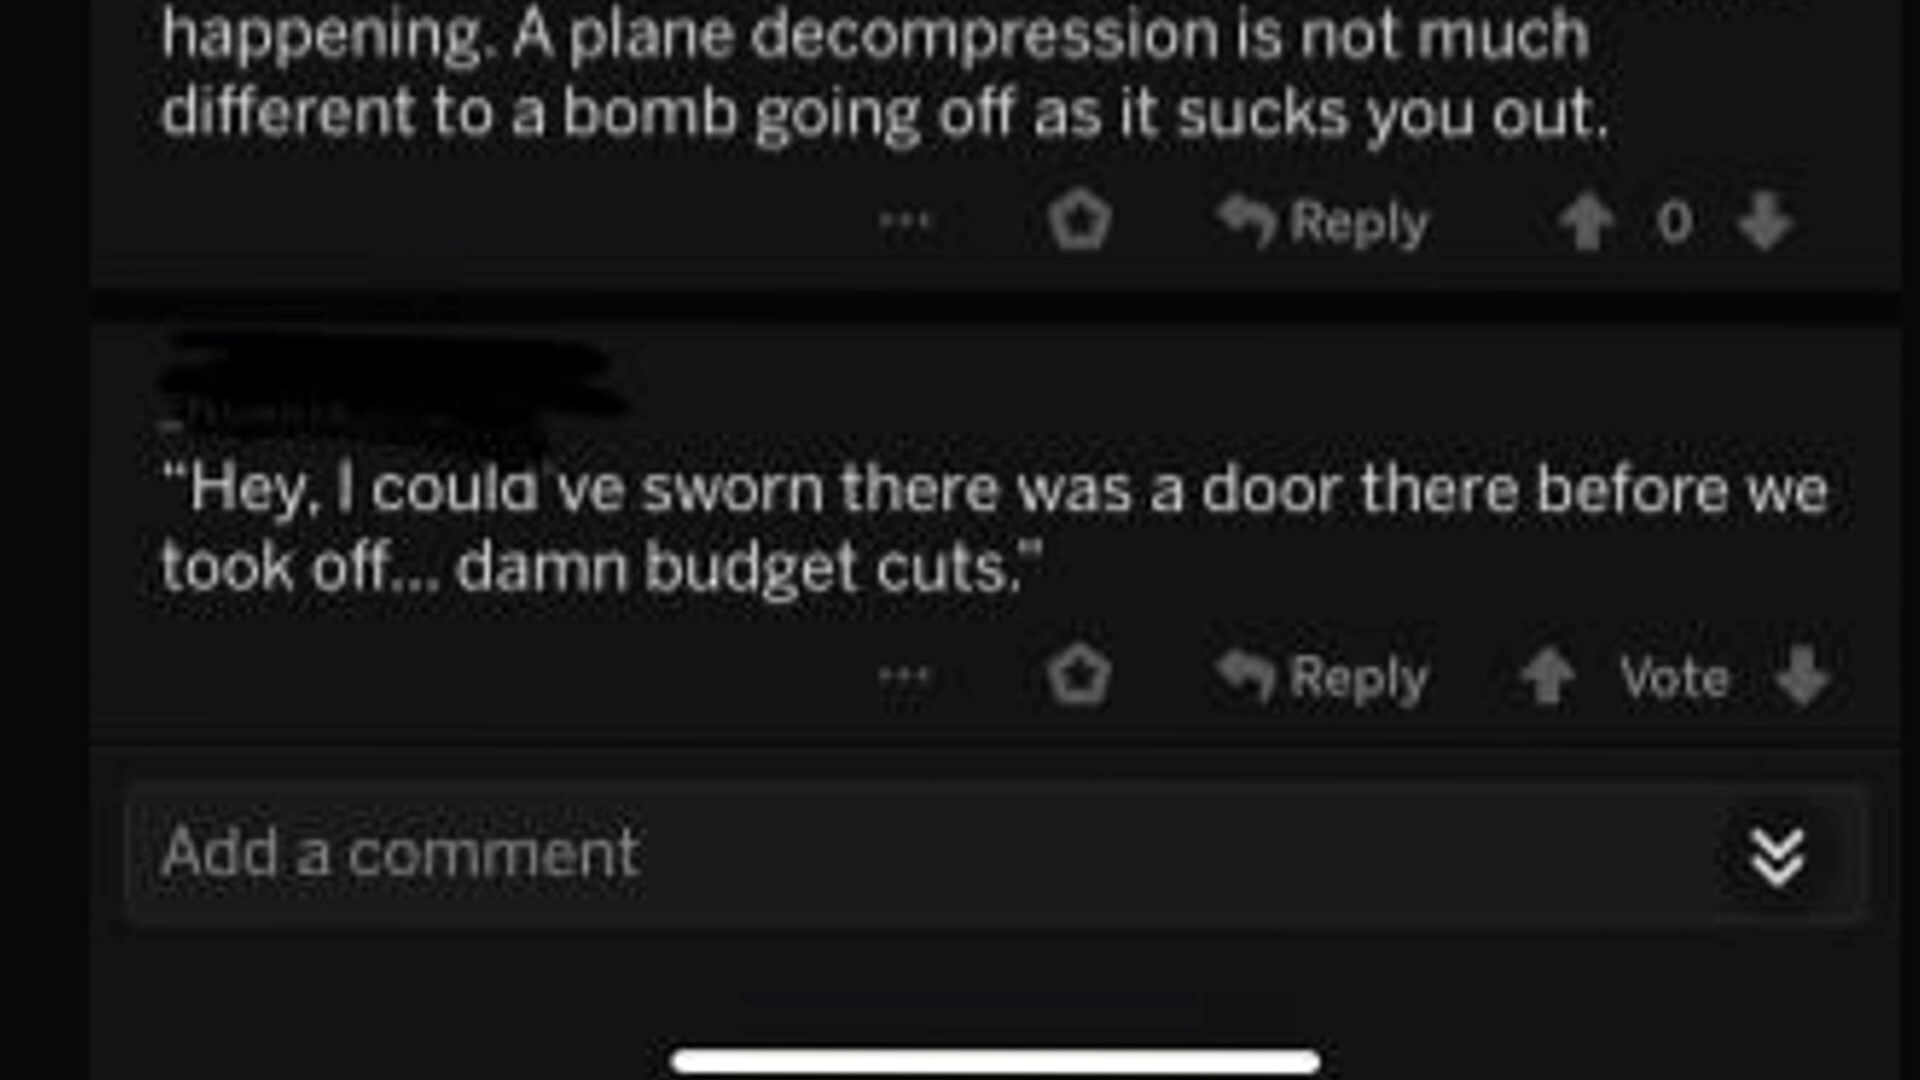 happening. A plane decompression is not much
different to a bomb going off as it sucks you out.
... Reply 0
“Hey, I could've sworn there was a door there before we
took off... damn budget cuts.”
... Reply Vote
Add a comment